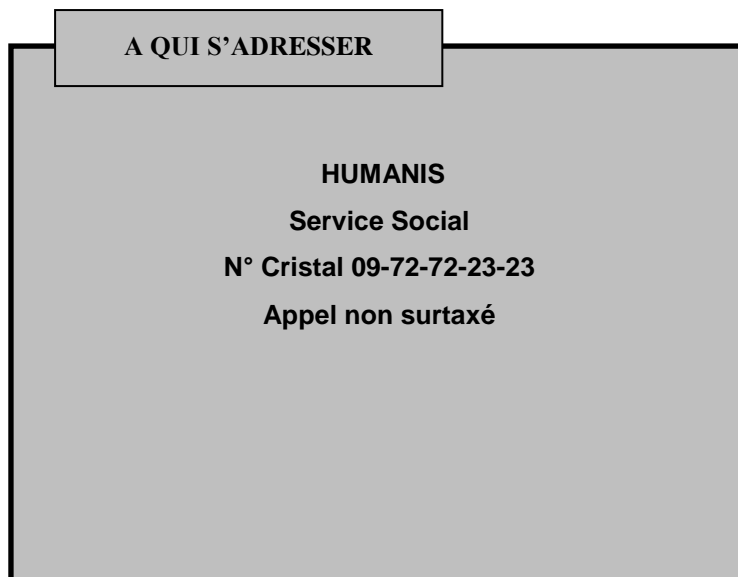 A QUI S’ADRESSER
HUMANIS
Service Social
N° Cristal 09-72-72-23-23
Appel non surtaxé